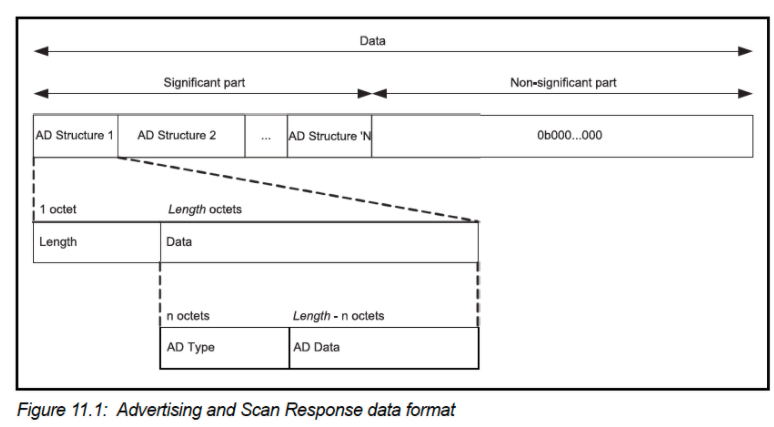 Data
Significant part Non-significant part
AD Structure 1 AD Structure 2 ... AD Structure 'N 0b000...000
1 octet Length octets
Length Data
n octets Length - n octets
AD Type AD Data
Figure 11.1: Advertising and Scan Response data format